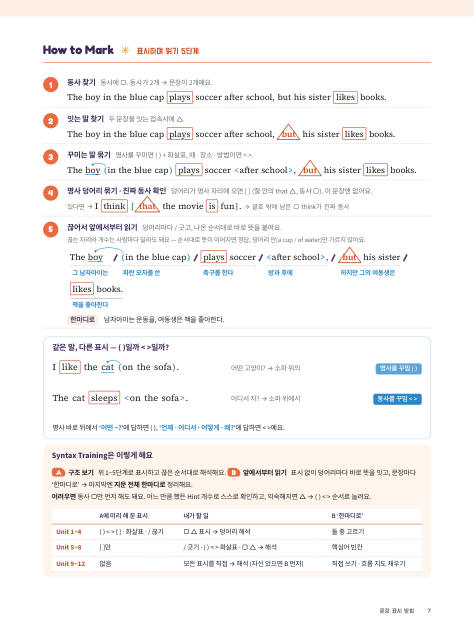 How to Mark ✳ 표시하며 읽기 5단계
1 동사 찾기 동사에 □. 동사가 2개 → 문장이 2개예요.
The boy in the blue cap plays soccer after school, but his sister likes books.
2 잇는 말 찾기 두 문장을 잇는 접속사에 △.
The boy in the blue cap plays soccer after school, but his sister likes books.
3 꾸미는 말 묶기 명사를 꾸미면 ( ) + 화살표, 때·장소·방법이면 < >.
The boy (in the blue cap) plays soccer <after school>, but his sister likes books.
4 명사 덩어리 묶기 · 진짜 동사 확인 덩어리가 명사 자리에 오면 [ ] (절 안의 that △, 동사 □), 이 문장엔 없어요.
있다면 → I think [ that the movie is fun]. → 괄호 밖에 남은 □ think가 진짜 동사
5 끊어서 앞에서부터 읽기 덩어리마다 / 긋고, 나온 순서대로 바로 뜻을 붙여요.
끊는 자리와 개수는 사람마다 달라도 돼요 — 순서대로 뜻이 이어지면 정답, 덩어리 안(a cup / of water)만 가르지 않아요.
The boy / (in the blue cap) / plays soccer / <after school>, / but his sister /
그 남자아이는 파란 모자를 쓴 축구를 한다 방과 후에 하지만 그의 여동생은
likes books.
책을 좋아한다
한마디로 남자아이는 운동을, 여동생은 책을 좋아한다.
같은 말, 다른 표시 — ( )일까 < >일까?
I like the cat (on the sofa). 어떤 고양이? → 소파 위의 명사를 꾸밈 ( )
The cat sleeps <on the sofa>. 어디서 자? → 소파 위에서 동사를 꾸밈 < >
명사 바로 뒤에서 '어떤 ~?'에 답하면 ( ), '언제·어디서·어떻게·왜?'에 답하면 < >예요.
Syntax Training은 이렇게 해요
A 구조 보기 위 1~5단계로 표시하고 끊은 순서대로 해석해요. B 앞에서부터 읽기 표시 없이 덩어리마다 바로 뜻을 잇고, 문장마다
'한마디로' → 마지막엔 지문 전체 한마디로 정리해요.
어려우면 동사 □만 먼저 해도 돼요. 어느 만큼 했든 Hint 개수로 스스로 확인하고, 익숙해지면 △ → ( ) < > 순서로 늘려요.
A에 미리 해 둔 표시 내가 할 일 B '한마디로'
Unit 1–4 ( ) < > [ ] · 화살표 · / 끊기 □ △ 표시 → 덩어리 해석 둘 중 고르기
Unit 5–8 [ ]만 / 긋기 · ( ) < > 화살표 · □ △ → 해석 핵심어 빈칸
Unit 9–12 없음 모든 표시를 직접 → 해석 (자신 있으면 B 먼저) 직접 쓰기 · 흐름 지도 채우기
문장 표시 방법 7